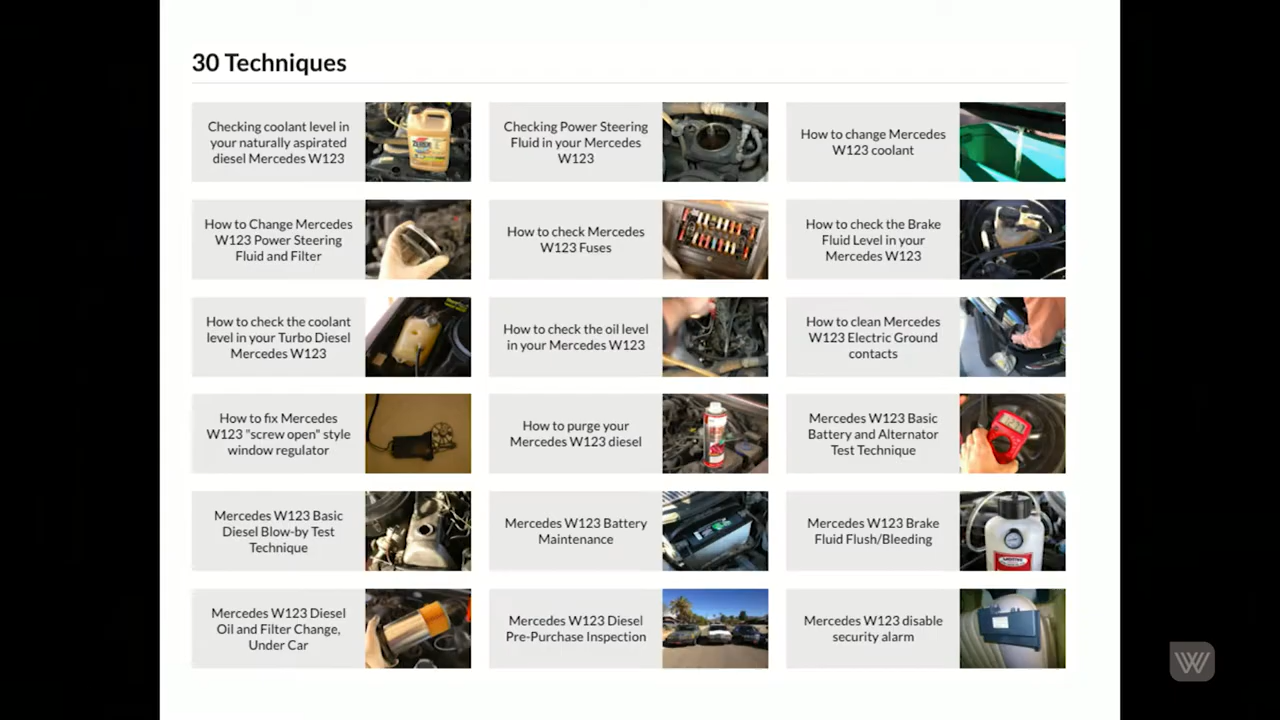 30 Techniques
Checking coolant level in
your naturally aspirated
diesel Mercedes W123
Checking Power Steering
Fluid in your Mercedes
W123
How to change Mercedes
W123 coolant
How to Change Mercedes
W123 Power Steering
Fluid and Filter
How to check Mercedes
W123 Fuses
How to check the Brake
Fluid Level in your
Mercedes W123
How to check the coolant
level in your Turbo Diesel
Mercedes W123
How to check the oil level
in your Mercedes W123
How to clean Mercedes
W123 Electric Ground
contacts
How to fix Mercedes
W123 "screw open" style
window regulator
How to purge your
Mercedes W123 diesel
Mercedes W123 Basic
Battery and Alternator
Test Technique
Mercedes W123 Basic
Diesel Blow-by Test
Technique
Mercedes W123 Battery
Maintenance
Mercedes W123 Brake
Fluid Flush/Bleeding
Mercedes W123 Diesel
Oil and Filter Change,
Under Car
Mercedes W123 Diesel
Pre-Purchase Inspection
Mercedes W123 disable
security alarm
W